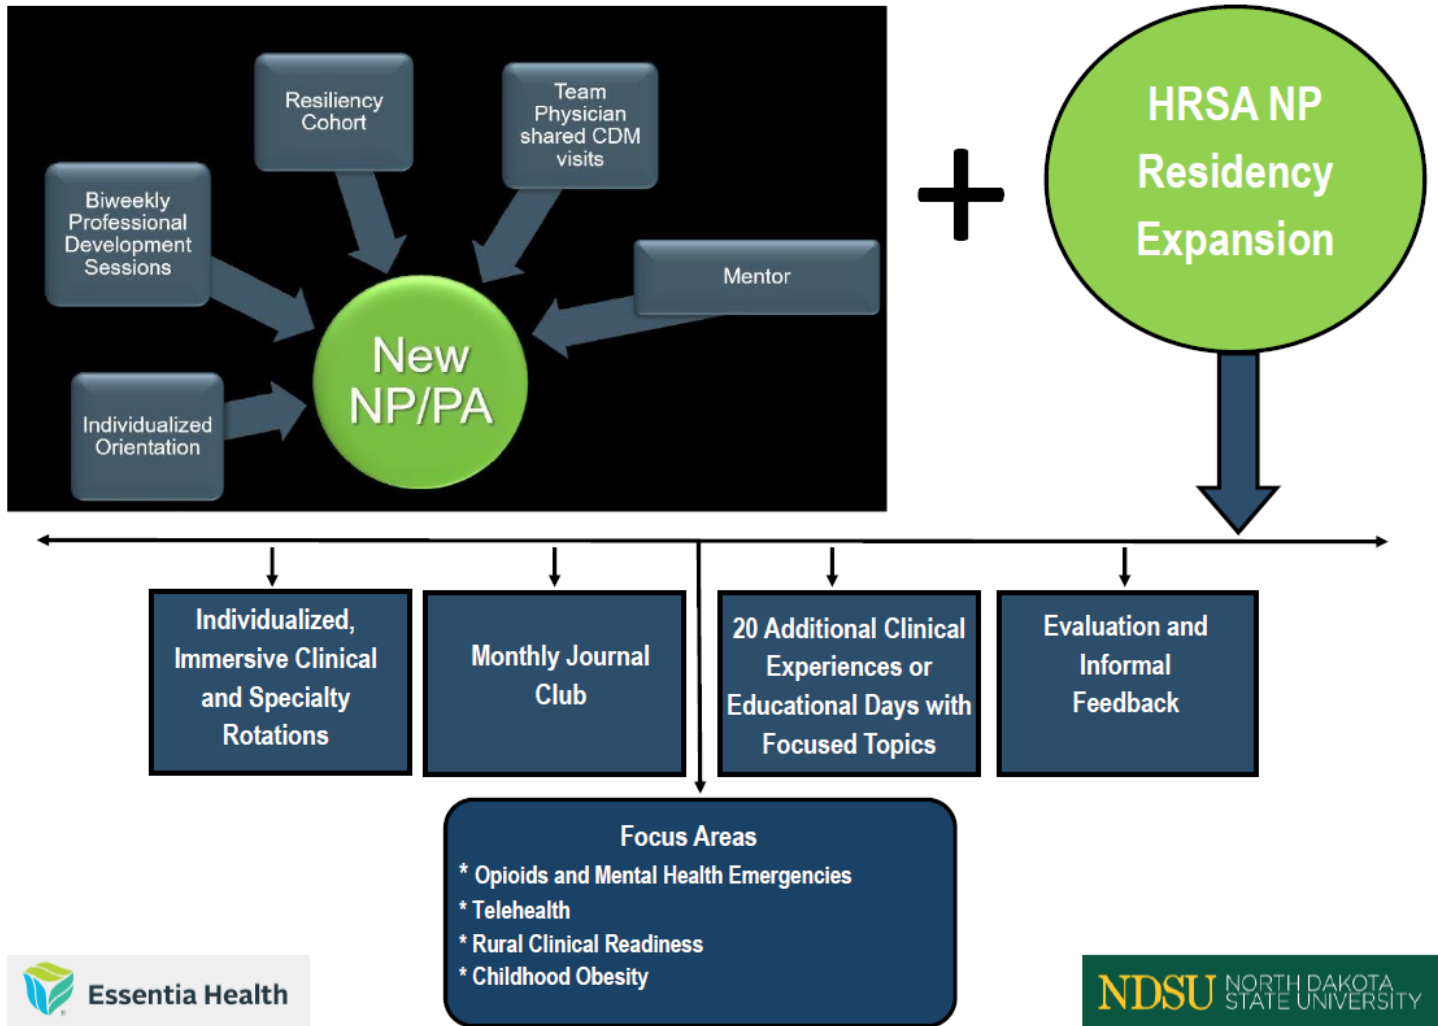 Resiliency
Cohort
Team
Physician
shared CDM
visits
Biweekly
Professional
Development
Sessions
Mentor
Individualized
Orientation
New
NP/PA
+
HRSA NP
Residency
Expansion
Individualized,
Immersive Clinical
and Specialty
Rotations
Monthly Journal
Club
20 Additional Clinical
Experiences or
Educational Days with
Focused Topics
Evaluation and
Informal
Feedback
Focus Areas
* Opioids and Mental Health Emergencies
* Telehealth
* Rural Clinical Readiness
* Childhood Obesity
Essentia Health
NDSU NORTH DAKOTA
STATE UNIVERSITY